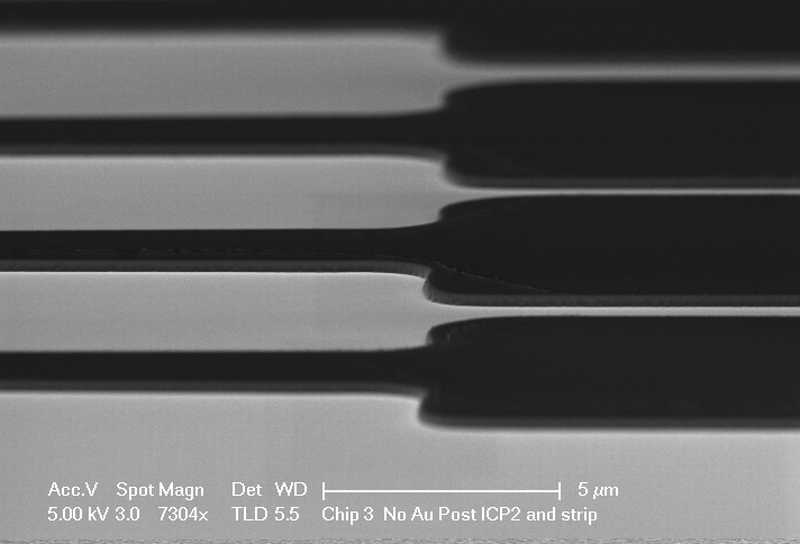 Acc.V Spot Magn Det WD 5 µm
5.00 kV 3.0 7304x TLD 5.5 Chip 3 No Au Post ICP2 and strip